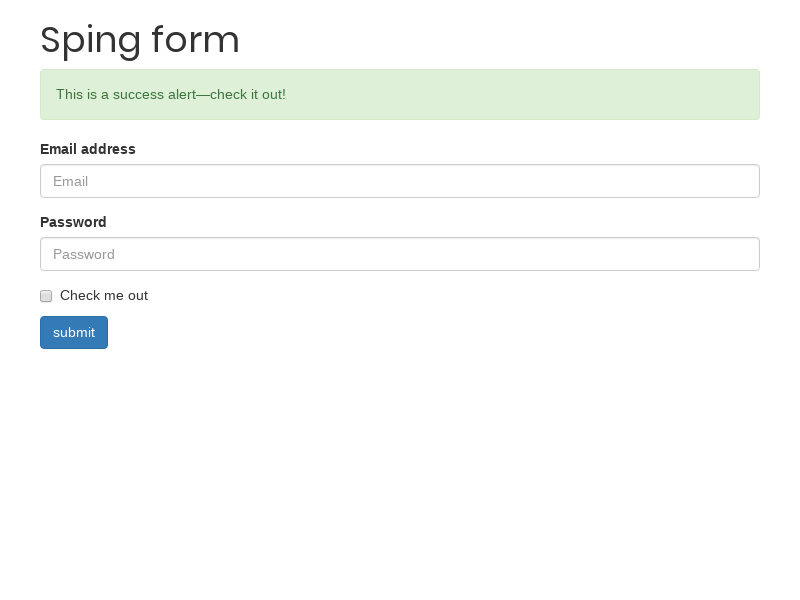 Sping form
This is a success alert—check it out!
Email address
Email
Password
Password
Check me out
submit